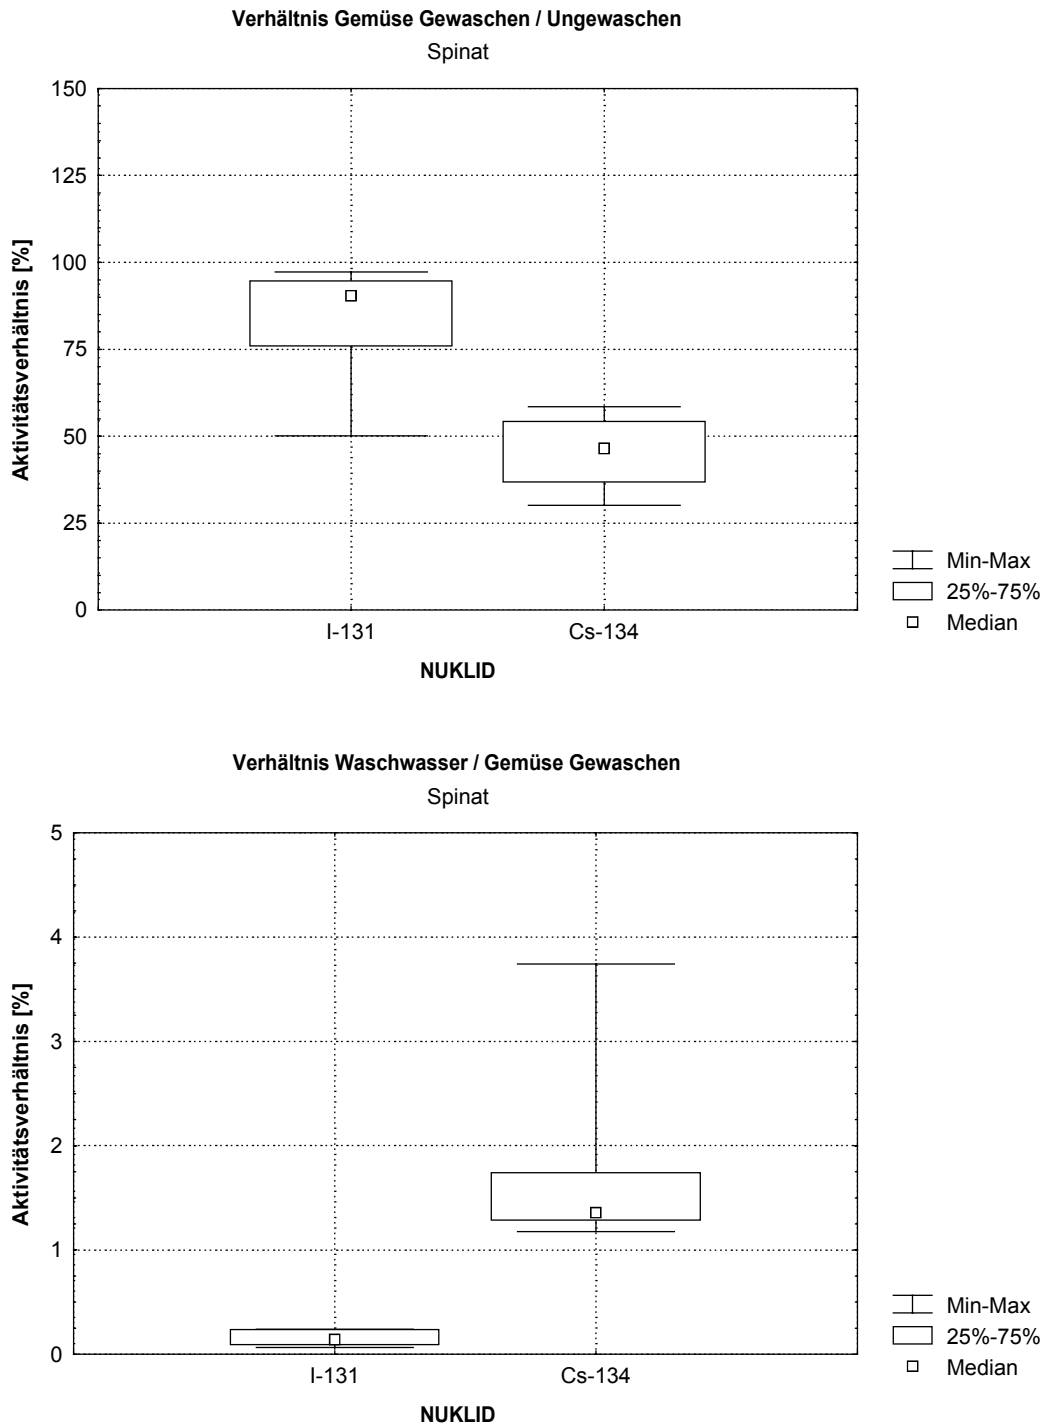 Verhältnis Gemüse Gewaschen / Ungewaschen
Spinat
150
125
100
75
50
25
0
Aktivitätsverhältnis [%]
I-131
Cs-134
NUKLID
Min-Max
25%-75%
Median
Verhältnis Waschwasser / Gemüse Gewaschen
Spinat
5
4
3
2
1
0
Aktivitätsverhältnis [%]
I-131
Cs-134
NUKLID
Min-Max
25%-75%
Median